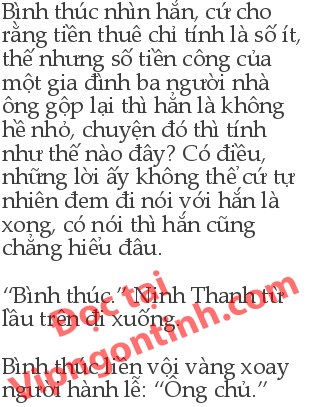 Bình thúc nhìn hắn, cứ cho
rằng tiền thuê chỉ tính là số ít,
thế nhưng số tiền công của
một gia đình ba người nhà
ông gộp lại thì hẳn là không
hề nhỏ, chuyện đó thì tính
như thế nào đây? Có điều,
những lời ấy không thể cứ tự
nhiên đem đi nói với hắn là
xong, có nói thì hắn cũng
chẳng hiểu đâu.
“Bình thúc.” Ninh Thanh từ
lầu trên đi xuống.
Bình thúc liền vội vàng xoay
người hành lễ: “Ông chủ.”
Đọc tại
Vipngontinh.com